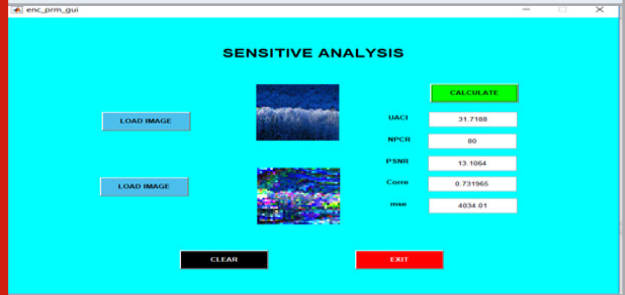 enc_prm_gui
SENSITIVE ANALYSIS
CALCULATE
LOAD IMAGE
UACI 31.7188
NPCR 80
PSNR 13.1064
LOAD IMAGE
Corre 0.731965
mse 4034.01
CLEAR
EXIT